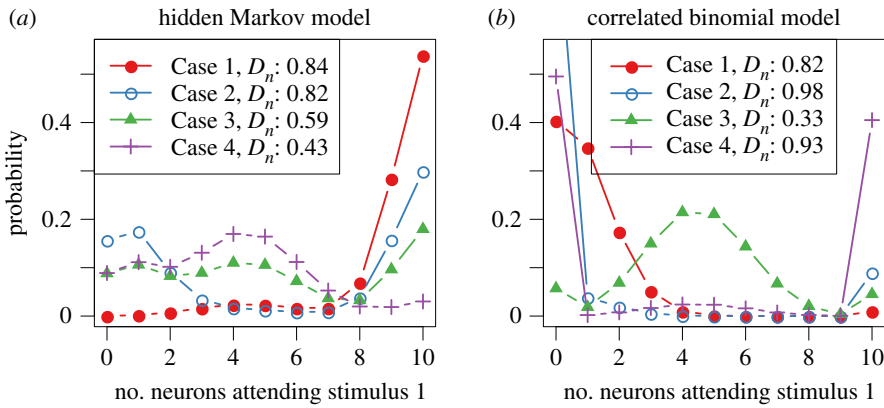 (a) hidden Markov model
Case 1, Dn: 0.84
Case 2, Dn: 0.82
Case 3, Dn: 0.59
Case 4, Dn: 0.43
probability
0.4
0.2
0
0 2 4 6 8 10
no. neurons attending stimulus 1
(b) correlated binomial model
Case 1, Dn: 0.82
Case 2, Dn: 0.98
Case 3, Dn: 0.33
Case 4, Dn: 0.93
0.4
0.2
0
0 2 4 6 8 10
no. neurons attending stimulus 1